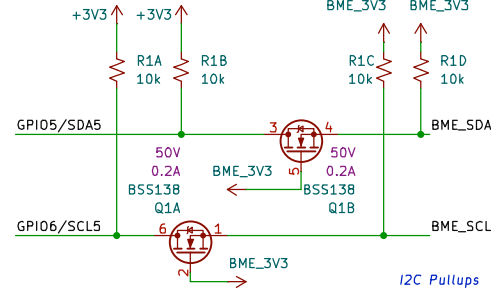 +3V3
+3V3
BME_3V3
BME_3V3
R1A
10k
R1B
10k
R1C
10k
R1D
10k
GPIO5/SDA5
3
4
BME_SDA
50V
0.2A
BSS138
Q1A
BME_3V3
5
50V
0.2A
BSS138
Q1B
GPIO6/SCL5
6
1
BME_SCL
2
BME_3V3
I2C Pullups